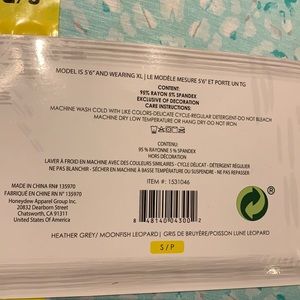 MODEL IS 5'6" AND WEARING XL | LE MODÈLE MESURE 5'6" ET PORTE UN TG
CONTENT:
95% RAYON 5% SPANDEX
EXCLUSIVE OF DECORATION
CARE INSTRUCTIONS:
MACHINE WASH COLD WITH LIKE COLORS-DELICATE CYCLE-REGULAR DETERGENT-DO NOT BLEACH
MACHINE DRY LOW TEMPERATURE OR HANG DRY-DO NOT IRON
CONTENU:
95 % RAYONNE 5 % SPANDEX
HORS DÉCORATION
LAVER À FROID EN MACHINE AVEC DES COULEURS SIMILAIRES - CYCLE DÉLICAT - DÉTERGENT RÉGULIER
NE PAS BLANCHIR - SÉCHER EN MACHINE À BASSE TEMPÉRATURE OU SUSPENDRE - NE PAS REPASSER
MADE IN CHINA RN# 135970
FABRIQUÉ EN CHINE RN N° 135970
Honeydew Apparel Group Inc.
20832 Dearborn Street
Chatsworth, CA 91311
United States Of America
ITEM #: 1531046
8 48140 04300 2
HEATHER GREY/ MOONFISH LEOPARD | GRIS DE BRUYÈRE/POISSON LUNE LEOPARD
S / P